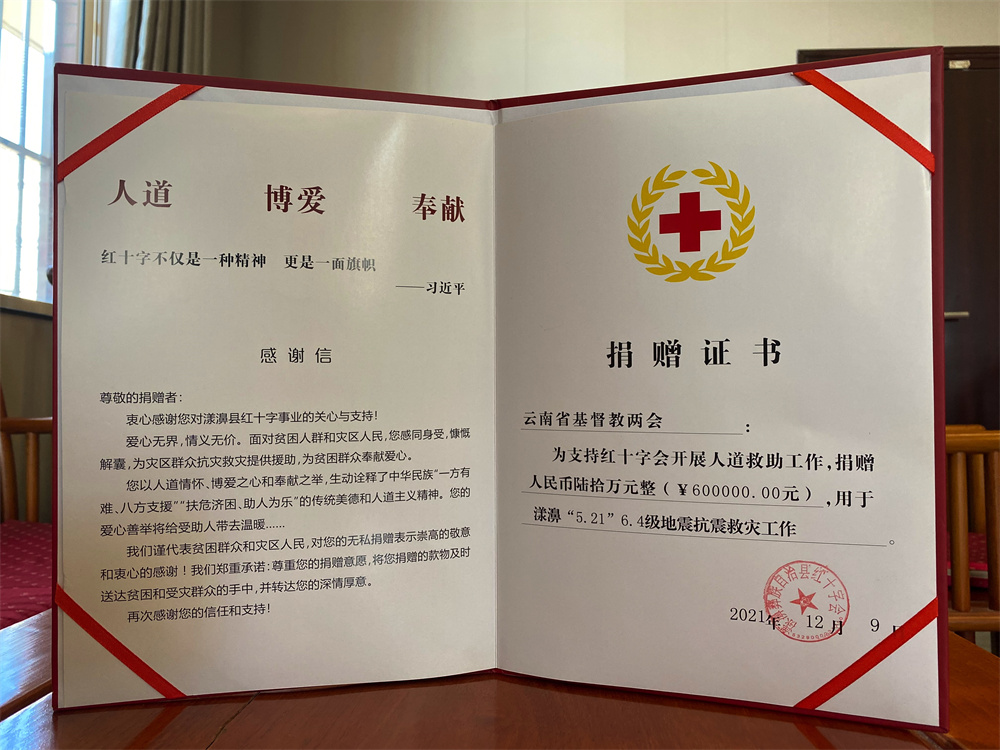 人道 博爱 奉献
红十字不仅是一种精神 更是一面旗帜
——习近平
感谢信
尊敬的捐赠者：
衷心感谢您对漾濞县红十字事业的关心与支持！
爱心无界，情义无价。面对贫困人群和灾区人民，您感同身受，慷慨
解囊，为灾区群众抗灾救灾提供援助，为贫困群众奉献爱心。
您以人道情怀、博爱之心和奉献之举，生动诠释了中华民族“一方有
难、八方支援”“扶危济困、助人为乐”的传统美德和人道主义精神。您的
爱心善举将给受助人带去温暖……
我们谨代表贫困群众和灾区人民，对您的无私捐赠表示崇高的敬意
和衷心的感谢！我们郑重承诺：尊重您的捐赠意愿，将您捐赠的款物及时
送达贫困和受灾群众的手中，并转达您的深情厚意。
再次感谢您的信任和支持！
捐赠证书
云南省基督教两会：
为支持红十字会开展人道救助工作，捐赠
人民币陆拾万元整（￥600000.00元），用于
漾濞“5.21”6.4级地震抗震救灾工作。
漾濞彝族自治县红十字会
2021年 12月 9日